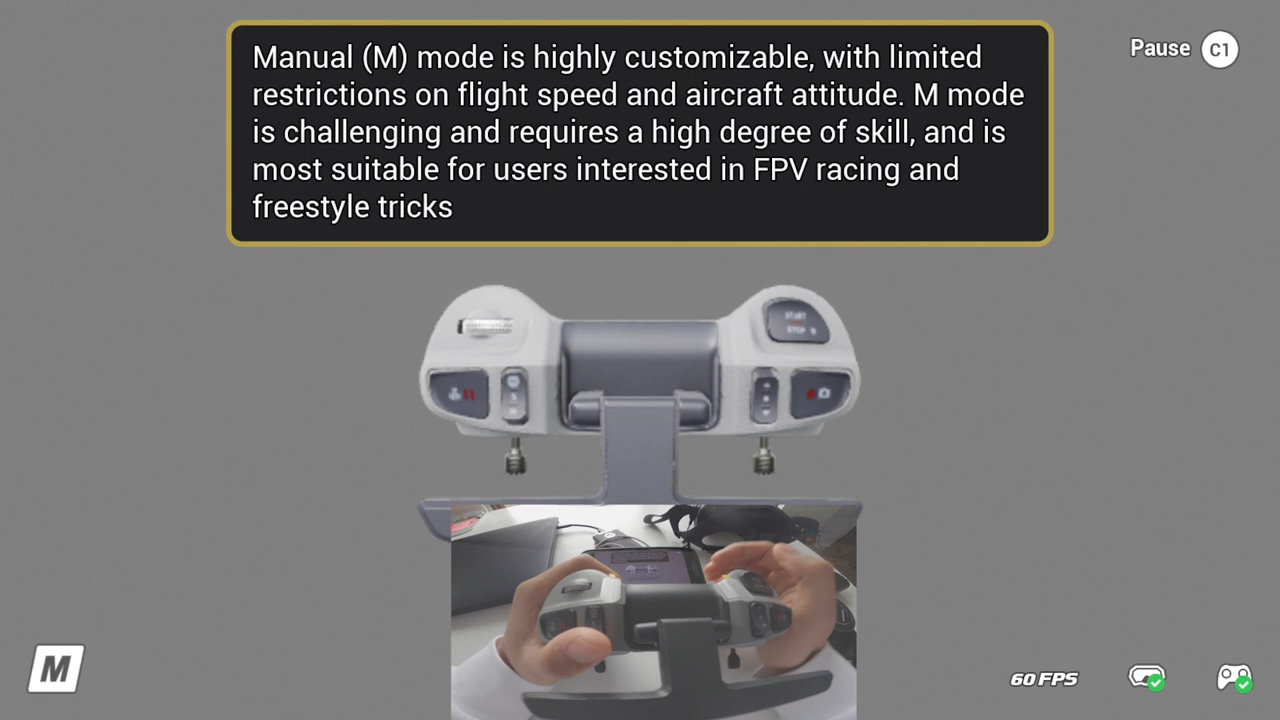 Manual (M) mode is highly customizable, with limited
restrictions on flight speed and aircraft attitude. M mode
is challenging and requires a high degree of skill, and is
most suitable for users interested in FPV racing and
freestyle tricks
Pause C1
START
STOP
M
60 FPS